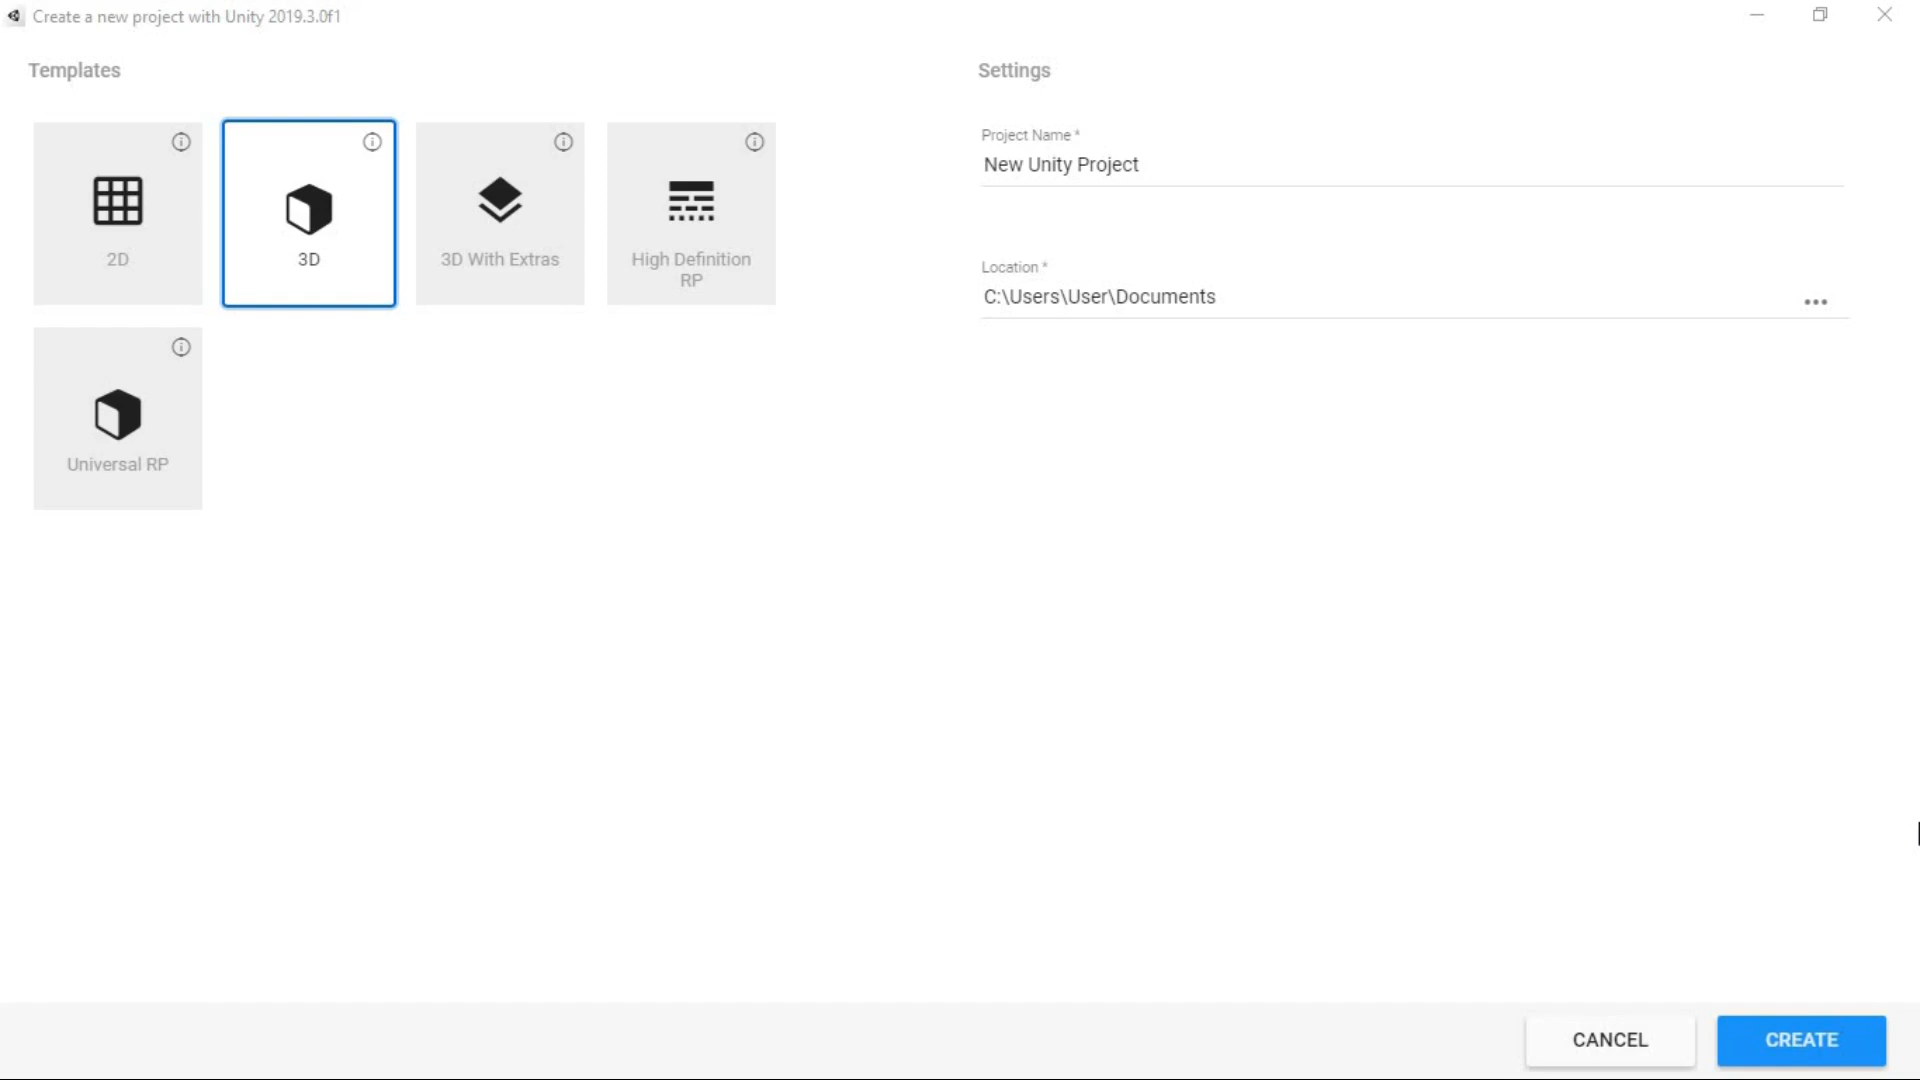 Create a new project with Unity 2019.3.0f1
Templates
Settings
2D
3D
3D With Extras
High Definition
RP
Universal RP
Project Name *
New Unity Project
Location *
C:\Users\User\Documents
CANCEL
CREATE